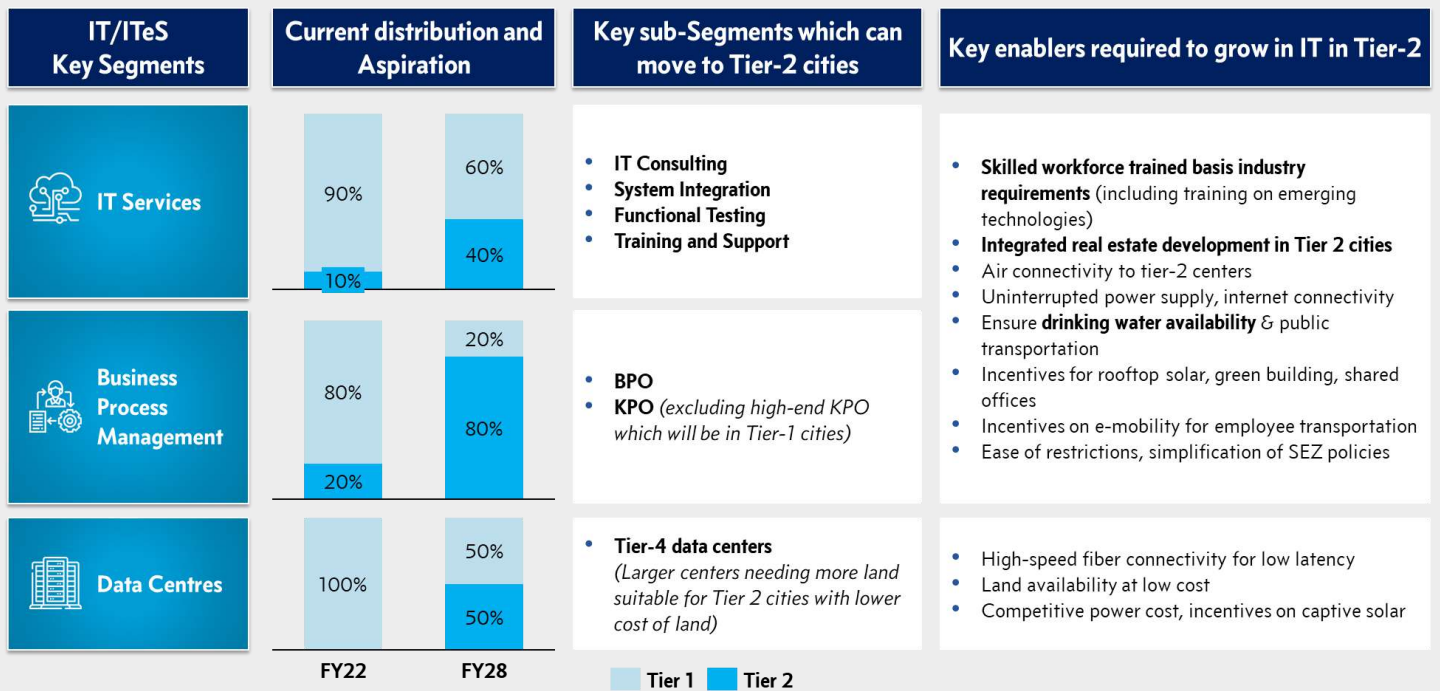 IT/ITeS
Key Segments
Current distribution and
Aspiration
Key sub-Segments which can
move to Tier-2 cities
Key enablers required to grow in IT in Tier-2
IT Services
90%
10%
60%
40%
• IT Consulting
• System Integration
• Functional Testing
• Training and Support
• Skilled workforce trained basis industry
requirements (including training on emerging
technologies)
• Integrated real estate development in Tier 2 cities
• Air connectivity to tier-2 centers
• Uninterrupted power supply, internet connectivity
• Ensure drinking water availability & public
transportation
• Incentives for rooftop solar, green building, shared
offices
• Incentives on e-mobility for employee transportation
• Ease of restrictions, simplification of SEZ policies
Business
Process
Management
80%
20%
20%
80%
• BPO
• KPO (excluding high-end KPO
which will be in Tier-1 cities)
Data Centres
100%
50%
50%
• Tier-4 data centers
(Larger centers needing more land
suitable for Tier 2 cities with lower
cost of land)
• High-speed fiber connectivity for low latency
• Land availability at low cost
• Competitive power cost, incentives on captive solar
FY22
FY28
Tier 1
Tier 2